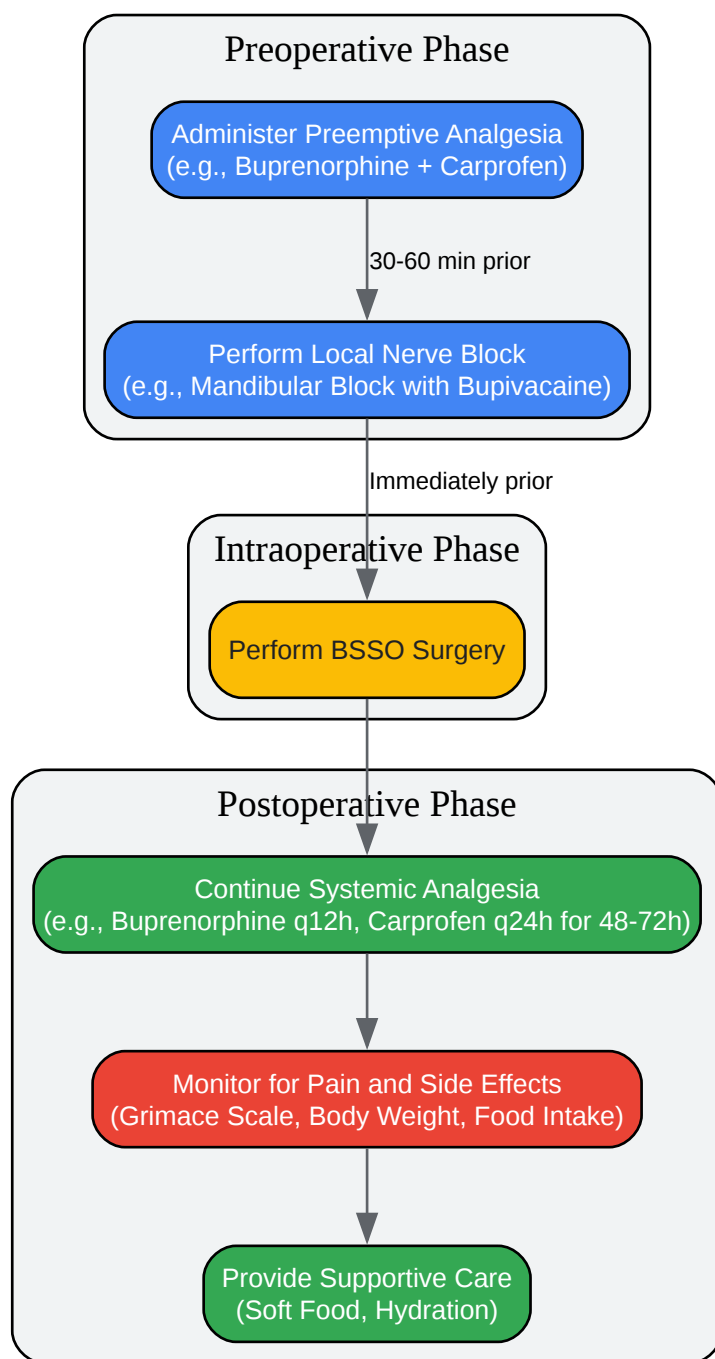 Preoperative Phase
Administer Preemptive Analgesia
(e.g., Buprenorphine + Carprofen)
30-60 min prior
Perform Local Nerve Block
(e.g., Mandibular Block with Bupivacaine)
Immediately prior
Intraoperative Phase
Perform BSSO Surgery
Postoperative Phase
Continue Systemic Analgesia
(e.g., Buprenorphine q12h, Carprofen q24h for 48-72h)
Monitor for Pain and Side Effects
(Grimace Scale, Body Weight, Food Intake)
Provide Supportive Care
(Soft Food, Hydration)